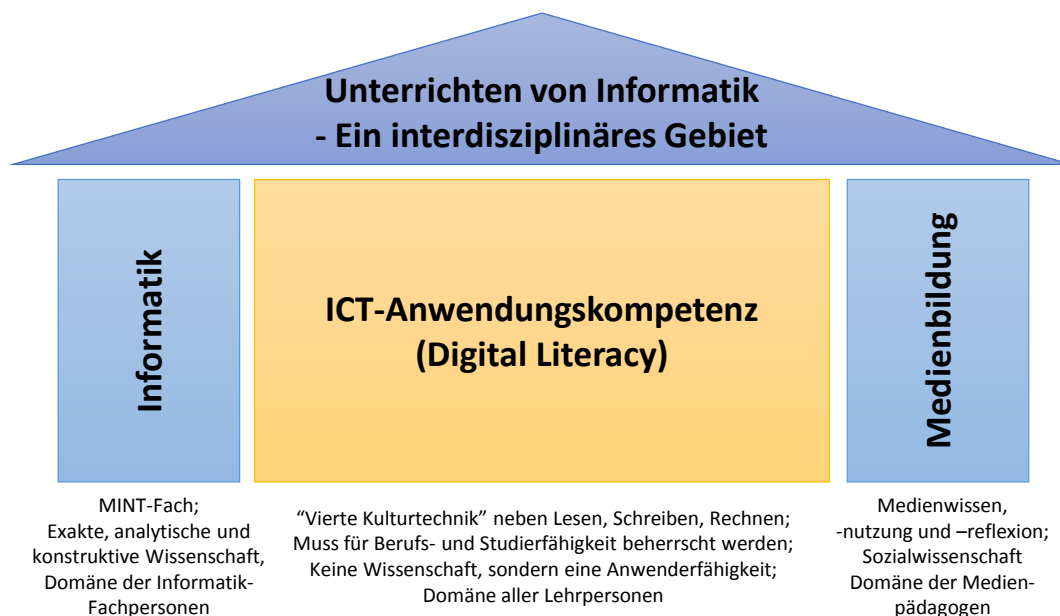 Unterrichten von Informatik
- Ein interdisziplinäres Gebiet
Informatik
ICT-Anwendungskompetenz
(Digital Literacy)
Medienbildung
MINT-Fach;
Exakte, analytische und
konstruktive Wissenschaft,
Domäne der Informatik-
Fachpersonen
“Vierte Kulturtechnik” neben Lesen, Schreiben, Rechnen;
Muss für Berufs- und Studierfähigkeit beherrscht werden;
Keine Wissenschaft, sondern eine Anwenderfähigkeit;
Domäne aller Lehrpersonen
Medienwissen,
-nutzung und –reflexion;
Sozialwissenschaft
Domäne der Medien-
pädagogen